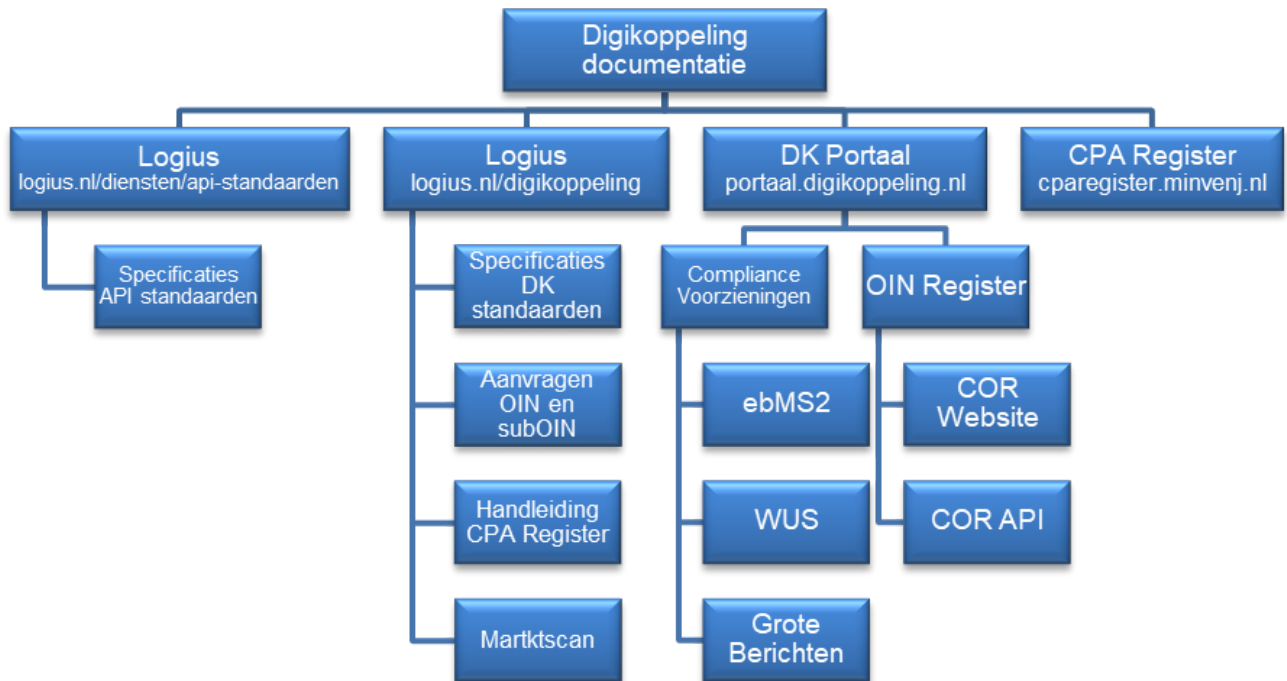 Digikoppeling
documentatie
Logius
logius.nl/diensten/api-standaarden
Logius
logius.nl/digikoppeling
DK Portaal
portaal.digikoppeling.nl
CPA Register
cparegister.minvenj.nl
Specificaties
API standaarden
Specificaties
DK
standaarden
Aanvragen
OIN en
subOIN
Handleiding
CPA Register
Martktscan
Compliance
Voorzieningen
ebMS2
WUS
Grote
Berichten
OIN Register
COR
Website
COR API